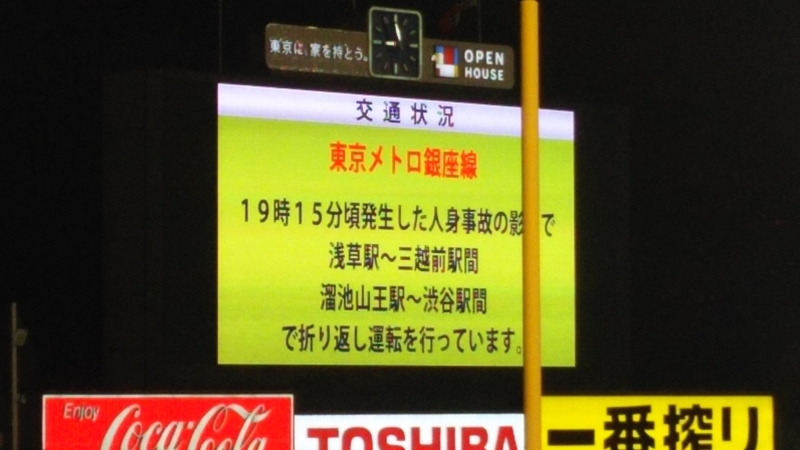 東京に、家を持とう。
OPEN
HOUSE
交通状況
東京メトロ銀座線
19時15分頃発生した人身事故の影 で
浅草駅～三越前駅間
溜池山王駅～渋谷駅間
で折り返し運転を行っています。
Enjoy
Coca-Cola
TOSHIBA
一番搾り